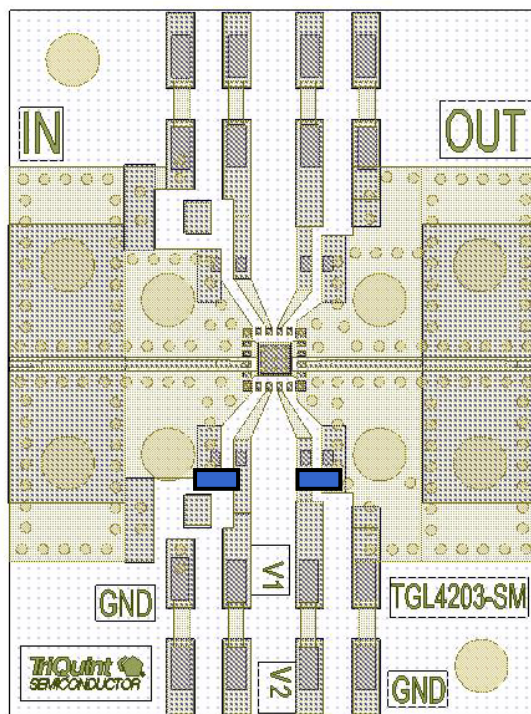 IN
OUT
V1
GND
TGL4203-SM
V2
GND
TriQuint
SEMICONDUCTOR